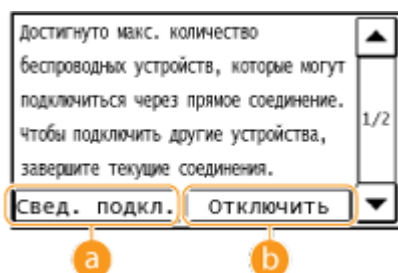 Достигнуто макс. количество
беспроводных устройств, которые могут
подключиться через прямое соединение.
Чтобы подключить другие устройства,
завершите текущие соединения.
1/2
Свед. подкл. Отключить
a b